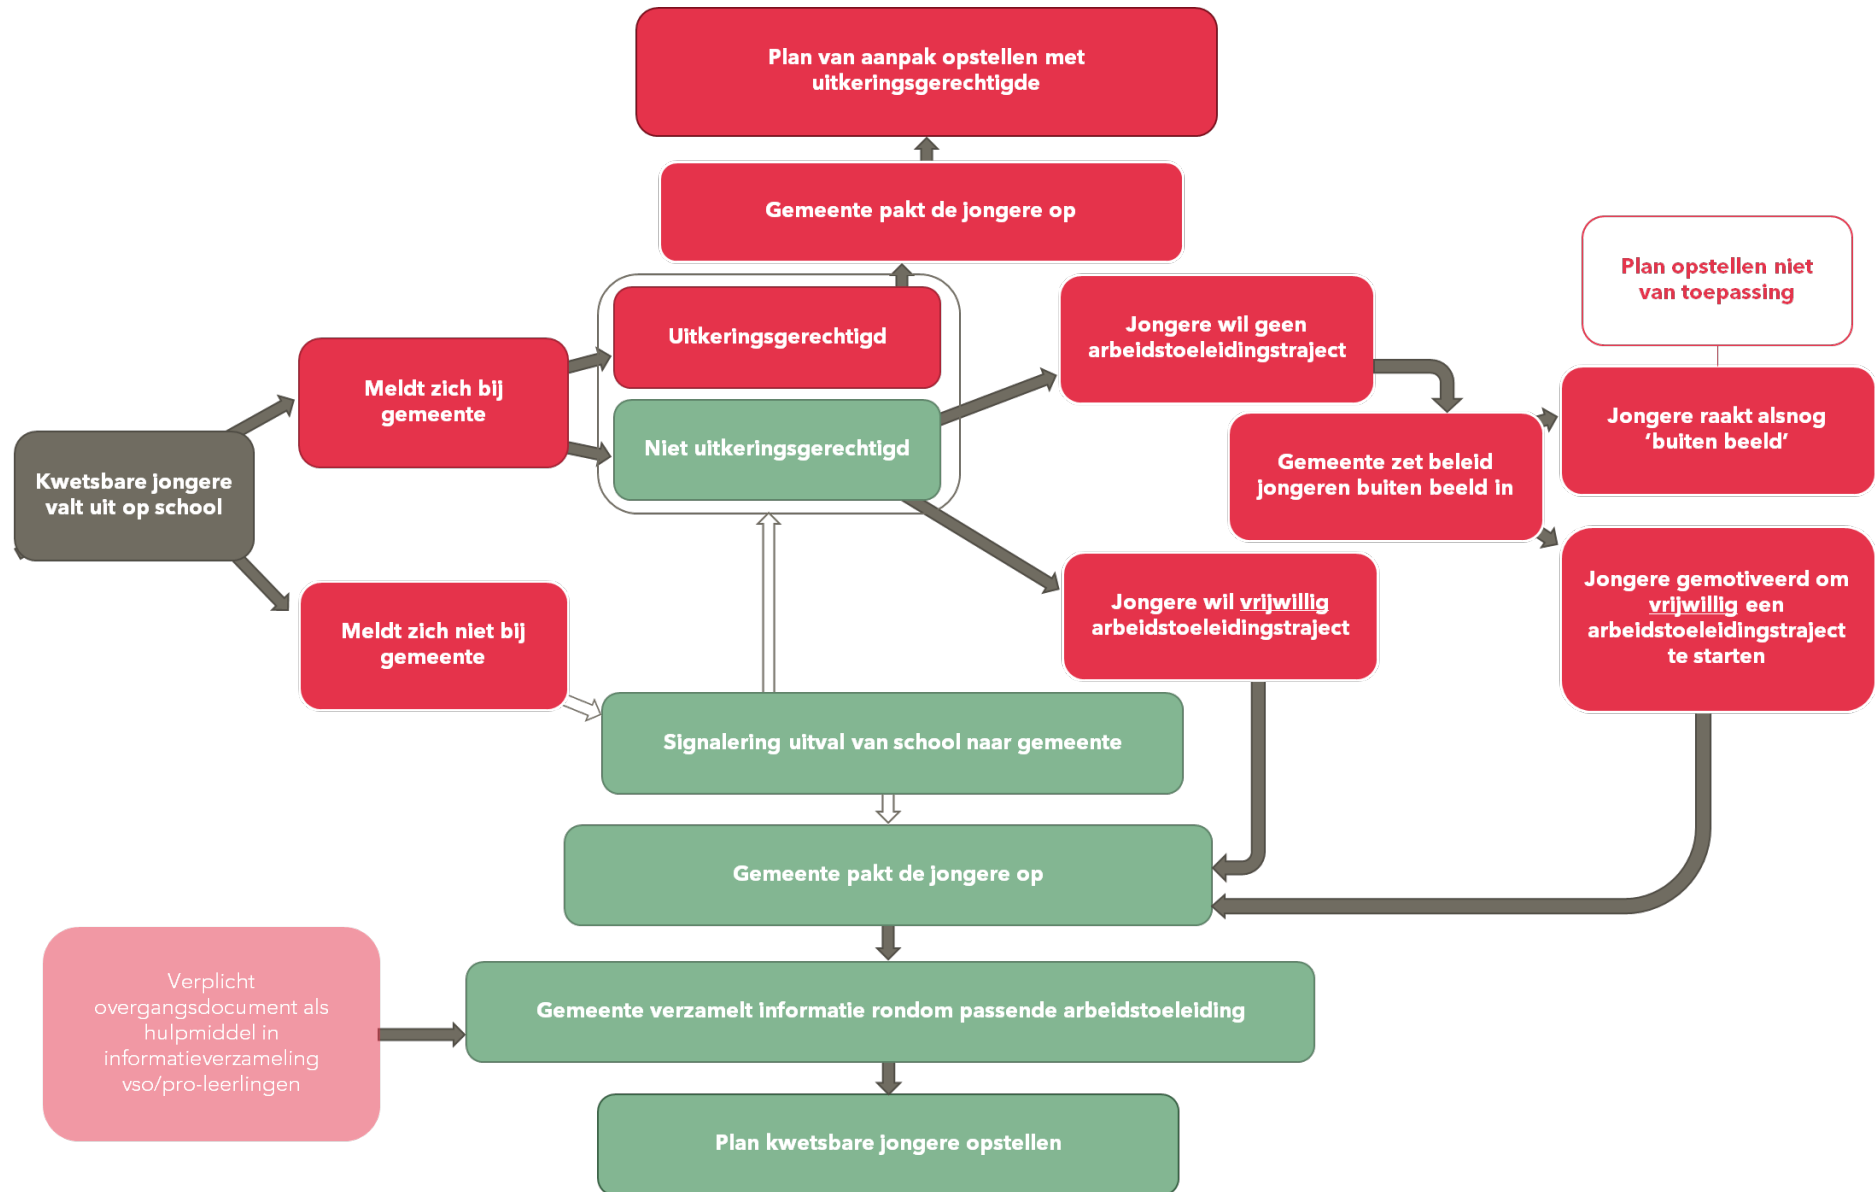 Plan van aanpak opstellen met
uitkeringsgerechtigde
Gemeente pakt de jongere op
Plan opstellen niet
van toepassing
Uitkeringsgerechtigd
Jongere wil geen
arbeidstoeleidingstraject
Meldt zich bij
gemeente
Jongere raakt alsnog
‘buiten beeld’
Niet uitkeringsgerechtigd
Gemeente zet beleid
jongeren buiten beeld in
Kwetsbare jongere
valt uit op school
Jongere gemotiveerd om
vrijwillig een
arbeidstoeleidingstraject
te starten
Jongere wil vrijwillig
arbeidstoeleidingstraject
Meldt zich niet bij
gemeente
Signalering uitval van school naar gemeente
Gemeente pakt de jongere op
Verplicht
overgangsdocument als
hulpmiddel in
informatieverzameling
vso/pro-leerlingen
Gemeente verzamelt informatie rondom passende arbeidstoeleiding
Plan kwetsbare jongere opstellen